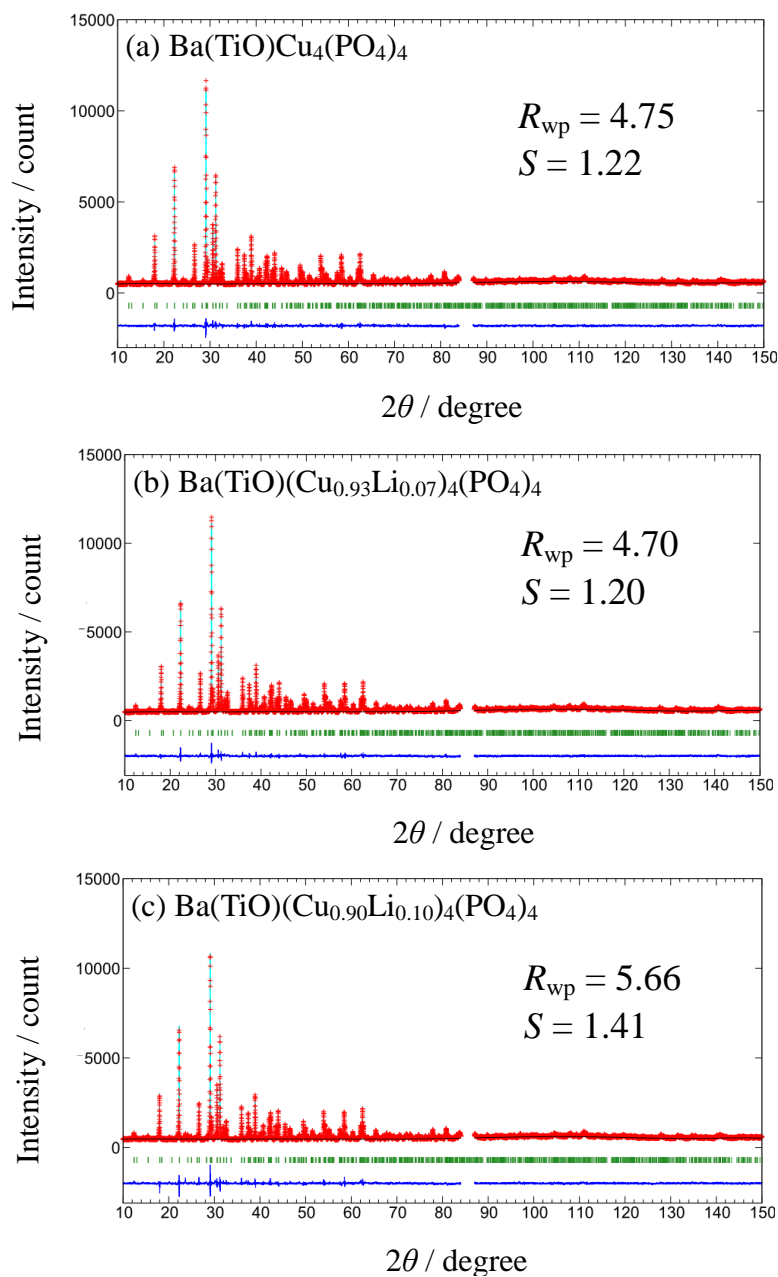 (a) Ba(TiO)Cu₄(PO₄)₄
R_wp = 4.75
S = 1.22
Intensity / count
15000
10000
5000
0
10 20 30 40 50 60 70 80 90 100 110 120 130 140 150
2θ / degree
(b) Ba(TiO)(Cu₀.₉₃Li₀.₀₇)₄(PO₄)₄
R_wp = 4.70
S = 1.20
Intensity / count
15000
10000
5000
0
10 20 30 40 50 60 70 80 90 100 110 120 130 140 150
2θ / degree
(c) Ba(TiO)(Cu₀.₉₀Li₀.₁₀)₄(PO₄)₄
R_wp = 5.66
S = 1.41
Intensity / count
15000
10000
5000
0
10 20 30 40 50 60 70 80 90 100 110 120 130 140 150
2θ / degree